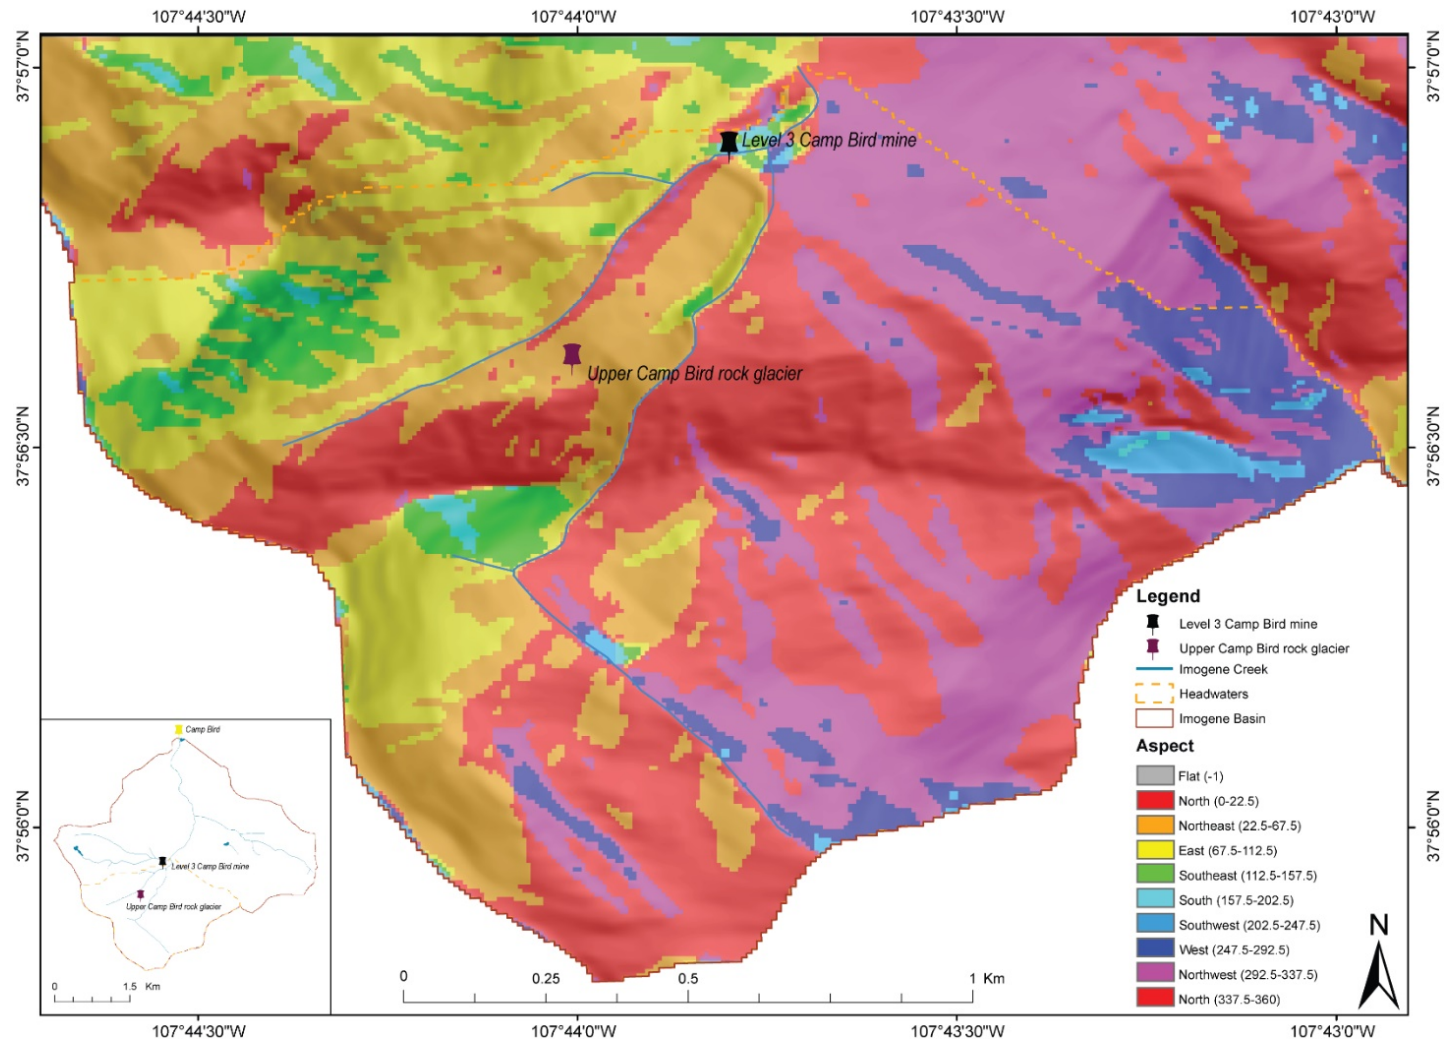 107°44'30"W 107°44'0"W 107°43'30"W 107°43'0"W
37°57'0"N
37°57'0"N
Level 3 Camp Bird mine
Upper Camp Bird rock glacier
37°56'30"N
37°56'30"N
Legend
Level 3 Camp Bird mine
Upper Camp Bird rock glacier
Imogene Creek
Headwaters
Imogene Basin
Aspect
Flat (-1)
North (0-22.5)
Northeast (22.5-67.5)
East (67.5-112.5)
Southeast (112.5-157.5)
South (157.5-202.5)
Southwest (202.5-247.5)
West (247.5-292.5)
Northwest (292.5-337.5)
North (337.5-360)
N
37°56'0"N
37°56'0"N
Camp Bird
Level 3 Camp Bird mine
Upper Camp Bird rock glacier
0 1.5 Km
0 0.25 0.5 1 Km
107°44'30"W 107°44'0"W 107°43'30"W 107°43'0"W